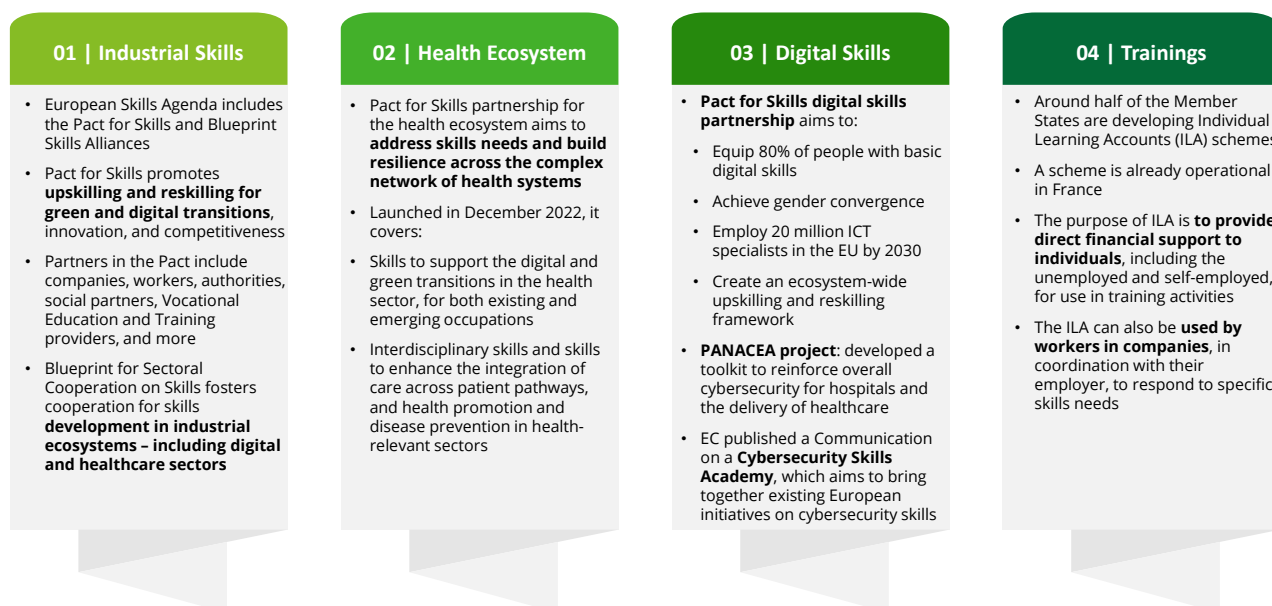 01 | Industrial Skills
• European Skills Agenda includes
the Pact for Skills and Blueprint
Skills Alliances
• Pact for Skills promotes
upskilling and reskilling for
green and digital transitions,
innovation, and competitiveness
• Partners in the Pact include
companies, workers, authorities,
social partners, Vocational
Education and Training
providers, and more
• Blueprint for Sectoral
Cooperation on Skills fosters
cooperation for skills
development in industrial
ecosystems – including digital
and healthcare sectors
02 | Health Ecosystem
• Pact for Skills partnership for
the health ecosystem aims to
address skills needs and build
resilience across the complex
network of health systems
• Launched in December 2022, it
covers:
• Skills to support the digital and
green transitions in the health
sector, for both existing and
emerging occupations
• Interdisciplinary skills and skills
to enhance the integration of
care across patient pathways,
and health promotion and
disease prevention in health-
relevant sectors
03 | Digital Skills
• Pact for Skills digital skills
partnership aims to:
• Equip 80% of people with basic
digital skills
• Achieve gender convergence
• Employ 20 million ICT
specialists in the EU by 2030
• Create an ecosystem-wide
upskilling and reskilling
framework
• PANACEA project: developed a
toolkit to reinforce overall
cybersecurity for hospitals and
the delivery of healthcare
• EC published a Communication
on a Cybersecurity Skills
Academy, which aims to bring
together existing European
initiatives on cybersecurity skills
04 | Trainings
• Around half of the Member
States are developing Individual
Learning Accounts (ILA) schemes
• A scheme is already operational
in France
• The purpose of ILA is to provide
direct financial support to
individuals, including the
unemployed and self-employed,
for use in training activities
• The ILA can also be used by
workers in companies, in
coordination with their
employer, to respond to specific
skills needs